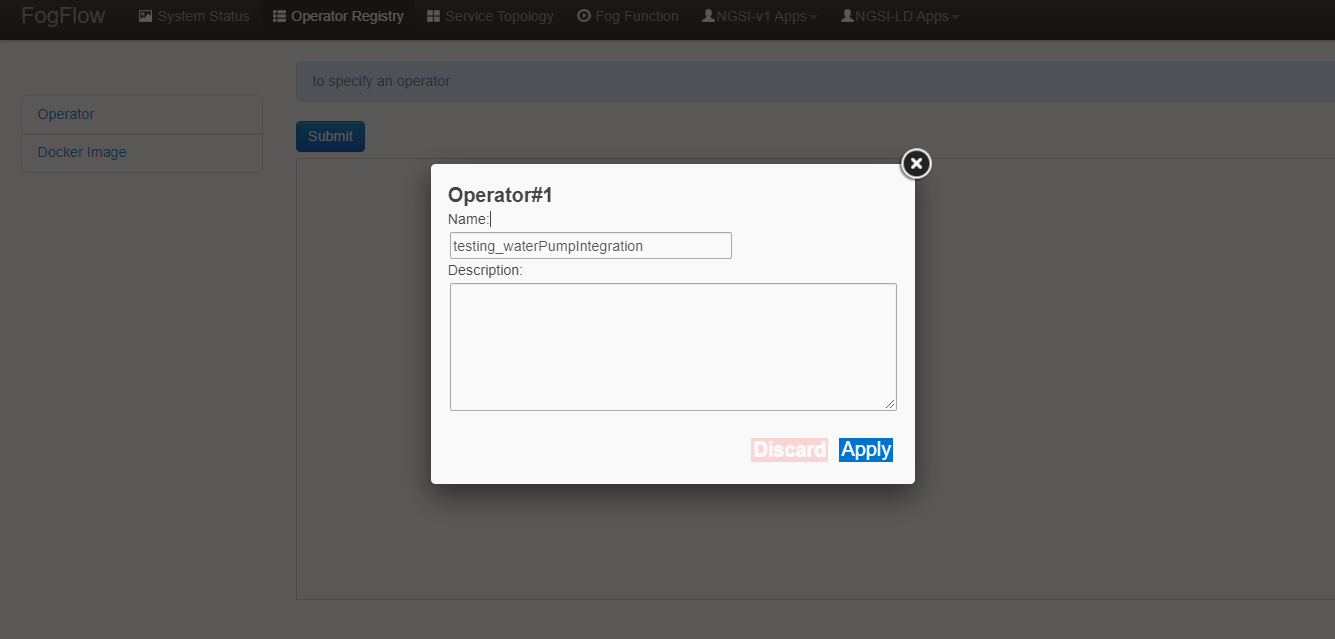 FogFlow System Status Operator Registry Service Topology Fog Function NGSI-v1 Apps NGSI-LD Apps
to specify an operator
Operator
Docker Image
Submit
Operator#1
Name:
testing_waterPumpIntegration
Description:
Discard Apply